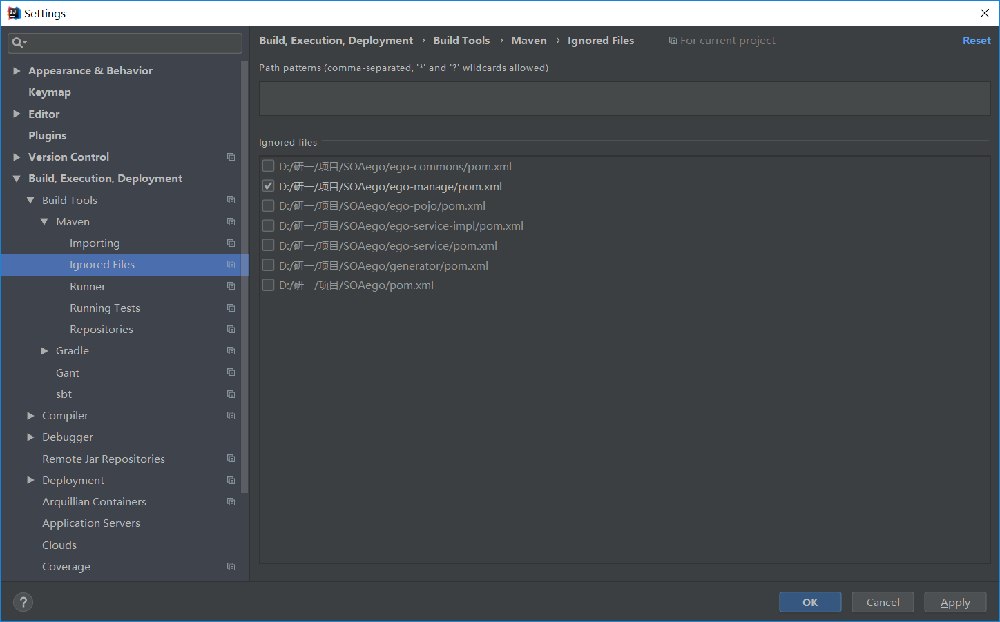 Settings
Appearance & Behavior
Keymap
Editor
Plugins
Version Control
Build, Execution, Deployment
Build Tools
Maven
Importing
Ignored Files
Runner
Running Tests
Repositories
Gradle
Gant
sbt
Compiler
Debugger
Remote Jar Repositories
Deployment
Arquillian Containers
Application Servers
Clouds
Coverage
Build, Execution, Deployment › Build Tools › Maven › Ignored Files For current project Reset
Path patterns (comma-separated, '*' and '?' wildcards allowed)
Ignored files
D:/研一/项目/SOAego/ego-commons/pom.xml
D:/研一/项目/SOAego/ego-manage/pom.xml
D:/研一/项目/SOAego/ego-pojo/pom.xml
D:/研一/项目/SOAego/ego-service-impl/pom.xml
D:/研一/项目/SOAego/ego-service/pom.xml
D:/研一/项目/SOAego/generator/pom.xml
D:/研一/项目/SOAego/pom.xml
? OK Cancel Apply